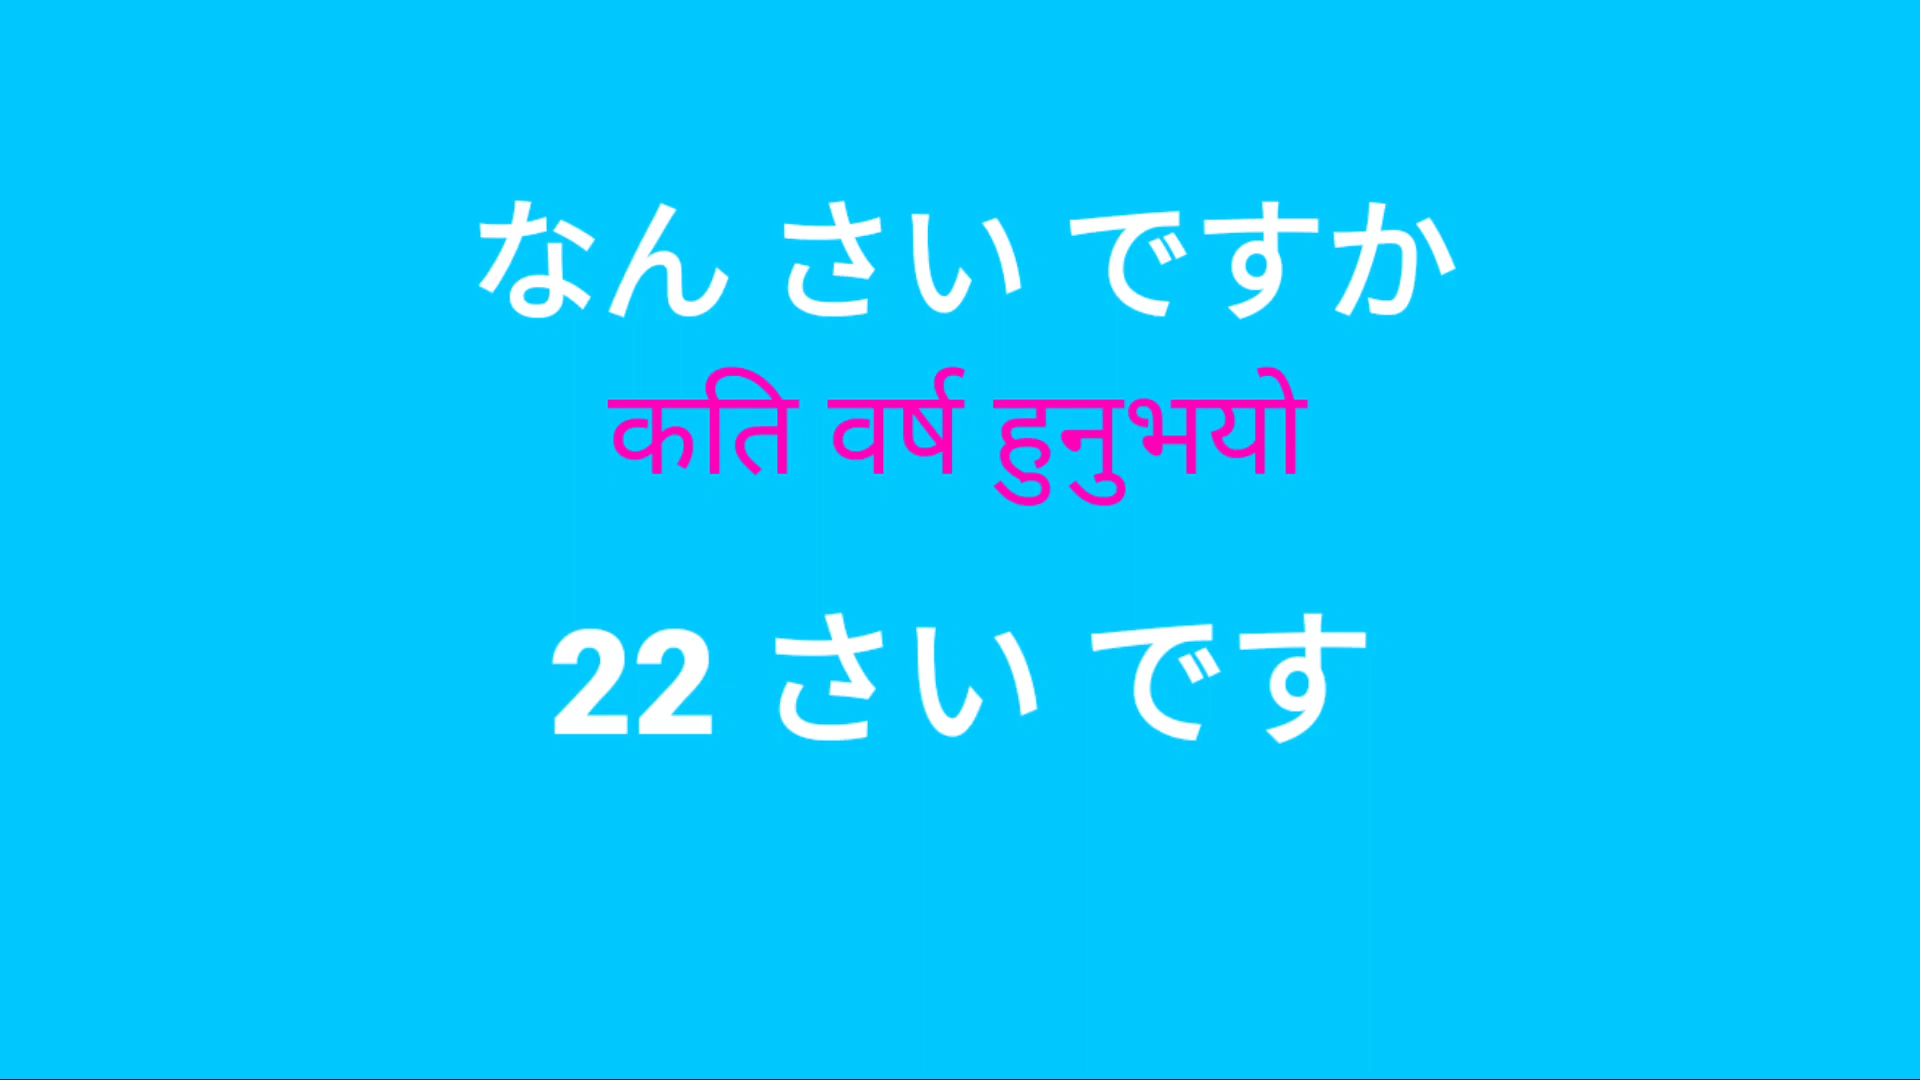 なん さい ですか
कति वर्ष हुनुभयो
22 さい です